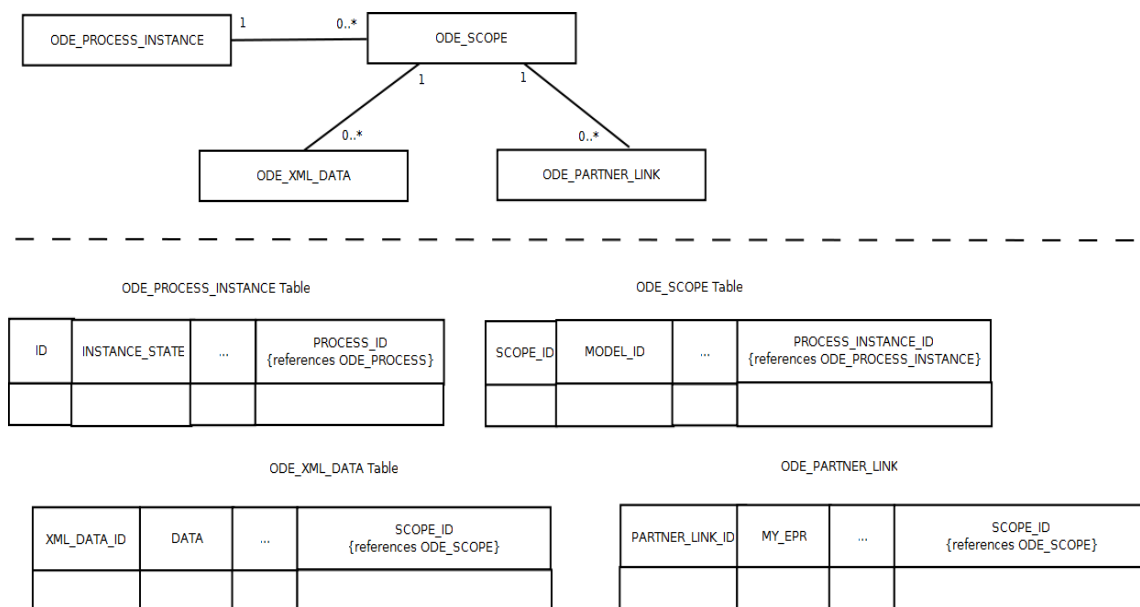 ODE_PROCESS_INSTANCE
1
0..*
ODE_SCOPE
1
1
0..*
0..*
ODE_XML_DATA
ODE_PARTNER_LINK
ODE_PROCESS_INSTANCE Table
ID
INSTANCE_STATE
...
PROCESS_ID
{references ODE_PROCESS}
ODE_SCOPE Table
SCOPE_ID
MODEL_ID
...
PROCESS_INSTANCE_ID
{references ODE_PROCESS_INSTANCE}
ODE_XML_DATA Table
XML_DATA_ID
DATA
...
SCOPE_ID
{references ODE_SCOPE}
ODE_PARTNER_LINK
PARTNER_LINK_ID
MY_EPR
...
SCOPE_ID
{references ODE_SCOPE}